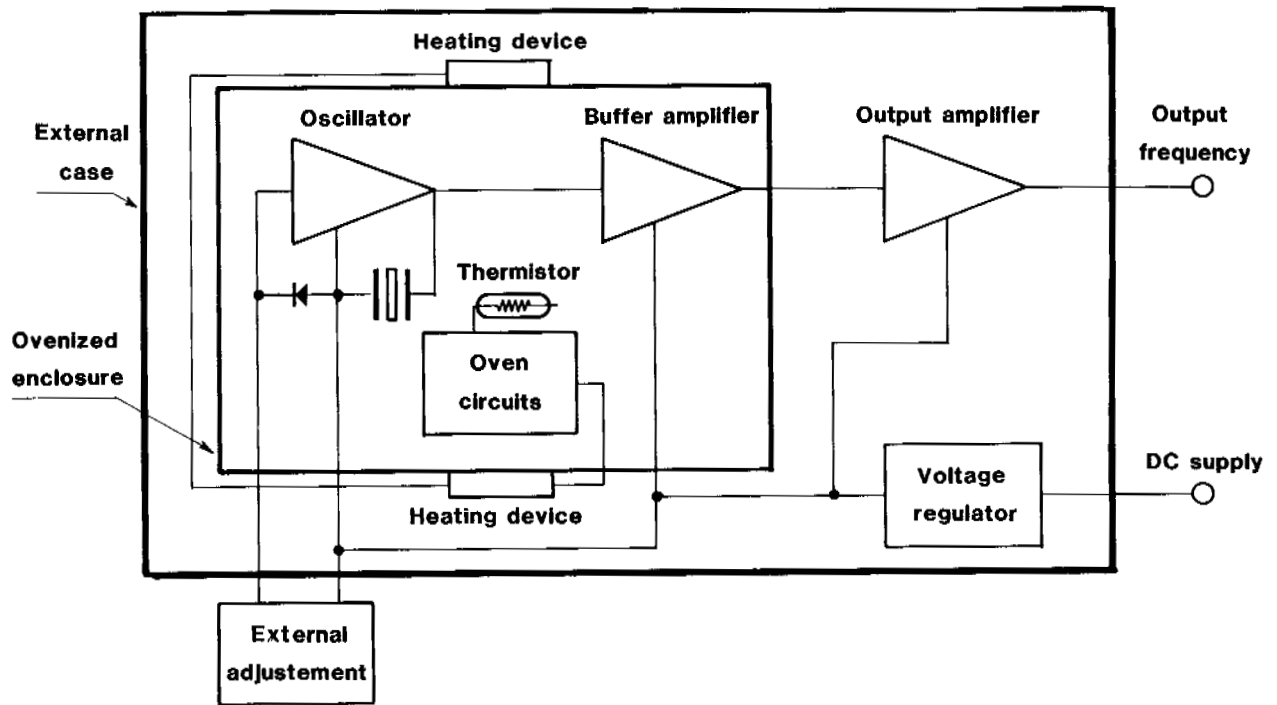 Heating device
Oscillator
Buffer amplifier
Output amplifier
Output
frequency
External
case
Thermistor
Ovenized
enclosure
Oven
circuits
Voltage
regulator
DC supply
Heating device
External
adjustement